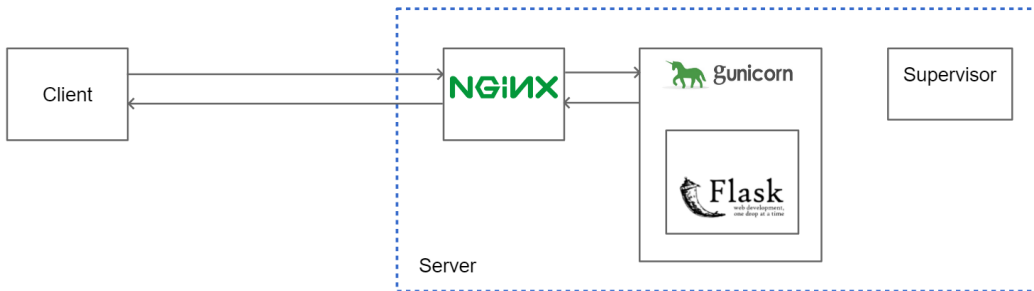 Client
NGiNX
gunicorn
Supervisor
Flask
web development,
one drop at a time
Server